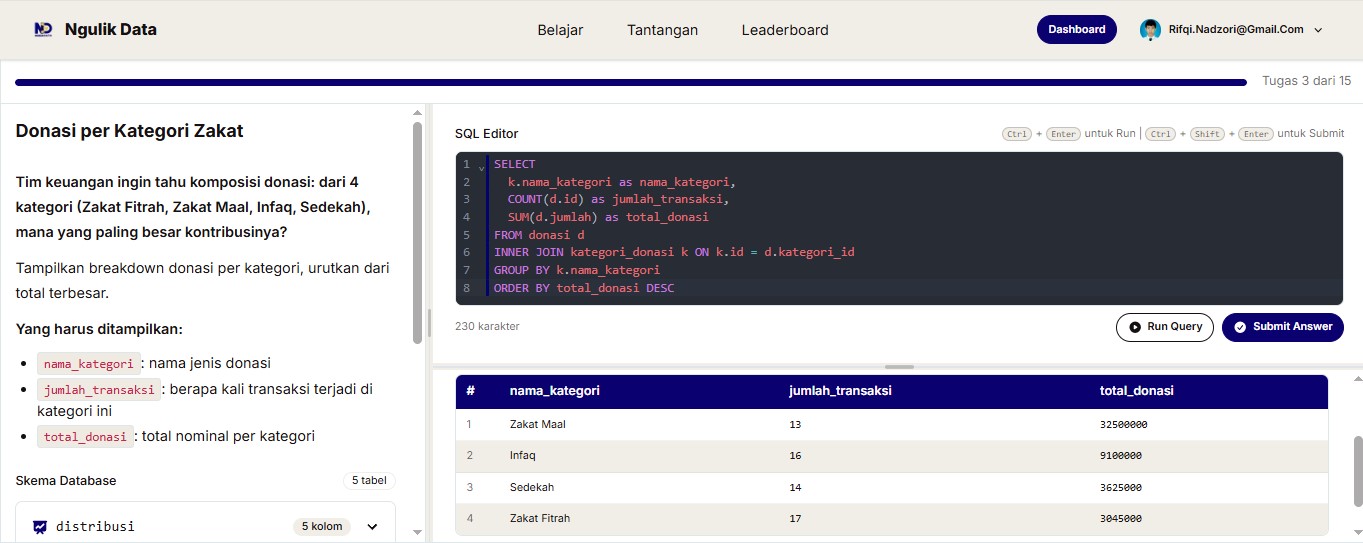 Ngulik Data
Belajar
Tantangan
Leaderboard
Dashboard
Rifqi.Nadzori@Gmail.Com
Tugas 3 dari 15
Donasi per Kategori Zakat
Tim keuangan ingin tahu komposisi donasi: dari 4
kategori (Zakat Fitrah, Zakat Maal, Infaq, Sedekah),
mana yang paling besar kontribusinya?
Tampilkan breakdown donasi per kategori, urutkan dari
total terbesar.
Yang harus ditampilkan:
nama_kategori : nama jenis donasi
jumlah_transaksi : berapa kali transaksi terjadi di
kategori ini
total_donasi : total nominal per kategori
Skema Database
5 tabel
distribusi
5 kolom
SQL Editor
Ctrl + Enter untuk Run | Ctrl + Shift + Enter untuk Submit
1 SELECT
2 k.nama_kategori as nama_kategori,
3 COUNT(d.id) as jumlah_transaksi,
4 SUM(d.jumlah) as total_donasi
5 FROM donasi d
6 INNER JOIN kategori_donasi k ON k.id = d.kategori_id
7 GROUP BY k.nama_kategori
8 ORDER BY total_donasi DESC
230 karakter
Run Query
Submit Answer
# nama_kategori jumlah_transaksi total_donasi
1 Zakat Maal 13 32500000
2 Infaq 16 9100000
3 Sedekah 14 3625000
4 Zakat Fitrah 17 3045000